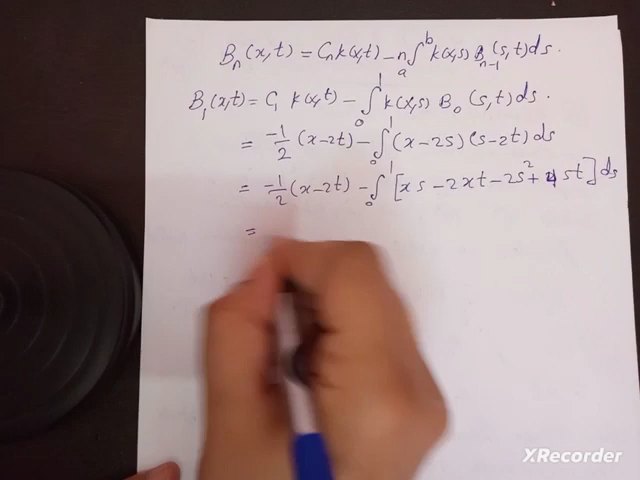 Bₙ(x,t) = Cₙk(x,t) – n∫ₐᵇ k(x,s) Bₙ₋₁(s,t)ds.
B₁(x,t) = C₁ k(x,t) – ∫₀¹ k(x,s) B₀(s,t)ds.
= -1/2 (x–2t) – ∫₀¹ (x–2s)(s–2t)ds
= -1/2 (x–2t) – ∫₀¹ [xs – 2xt – 2s² + 4st]ds
=
XRecorder